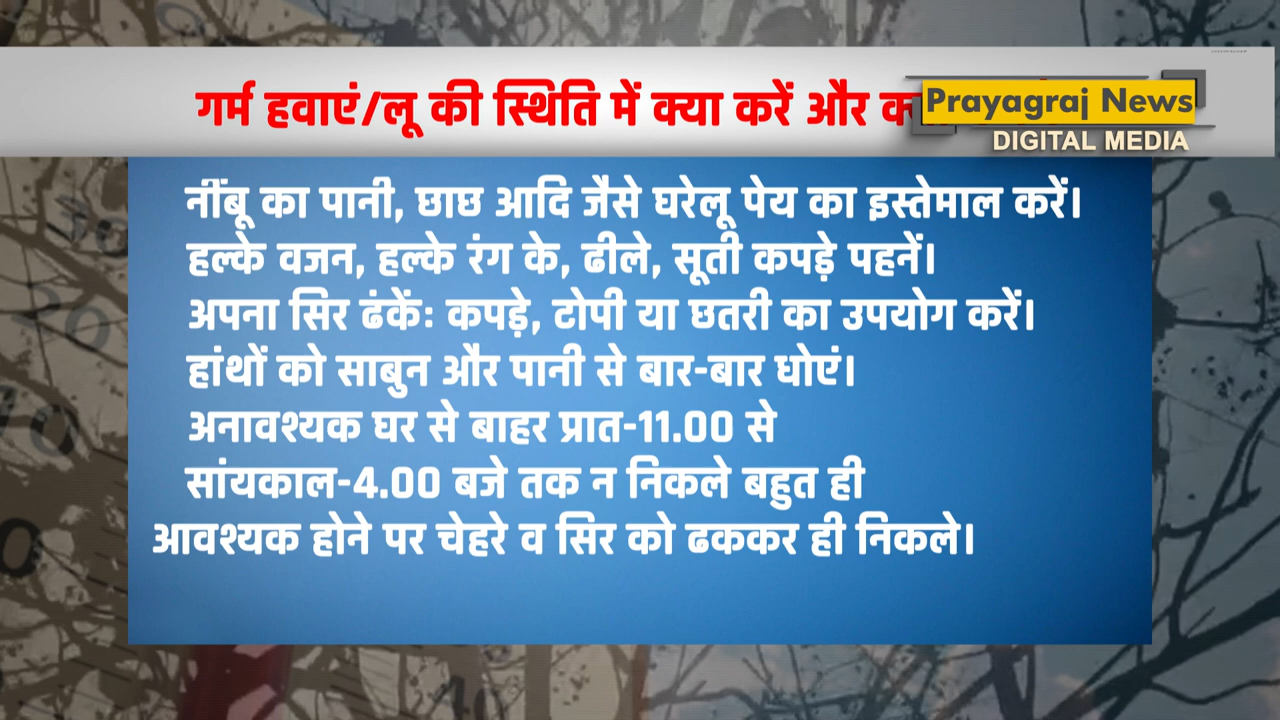 गर्म हवाएं/लू की स्थिति में क्या करें और
Prayagraj News
DIGITAL MEDIA
नींबू का पानी, छाछ आदि जैसे घरेलू पेय का इस्तेमाल करें।
हल्के वजन, हल्के रंग के, ढीले, सूती कपड़े पहनें।
अपना सिर ढंकेंः कपड़े, टोपी या छतरी का उपयोग करें।
हांथों को साबुन और पानी से बार-बार धोएं।
अनावश्यक घर से बाहर प्रात-11.00 से
सांयकाल-4.00 बजे तक न निकले बहुत ही
आवश्यक होने पर चेहरे व सिर को ढककर ही निकले।